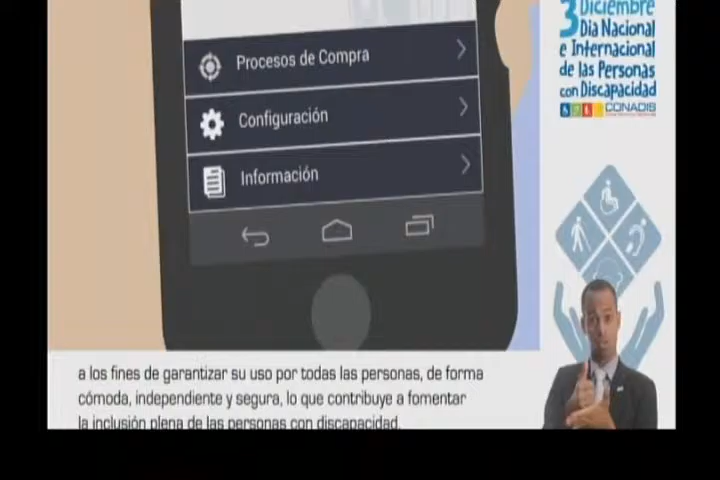 Procesos de Compra
Configuración
Información
3 Diciembre
Dia Nacional
e Internacional
de las Personas
con Discapacidad
CONADIS
a los fines de garantizar su uso por todas las personas, de forma
cómoda, independiente y segura, lo que contribuye a fomentar
la inclusión plena de las personas con discapacidad.